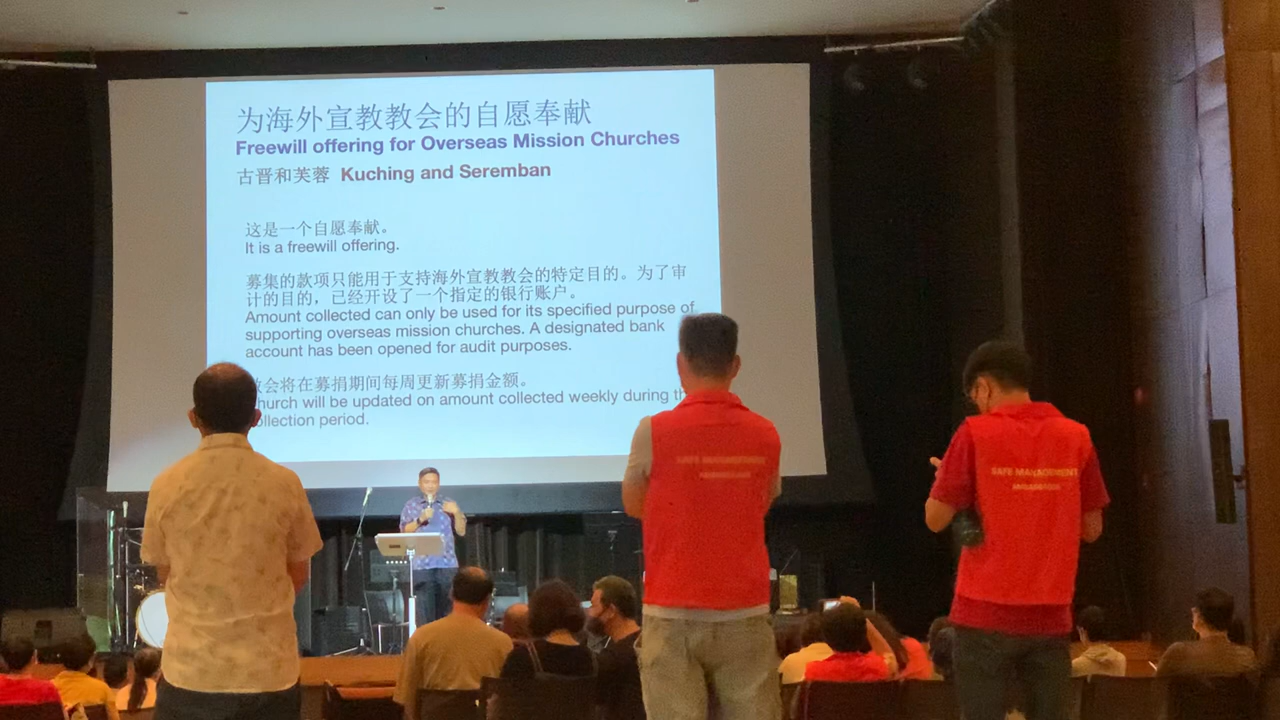 为海外宣教教会的自愿奉献
Freewill offering for Overseas Mission Churches
古晋和芙蓉 Kuching and Seremban
这是一个自愿奉献。
It is a freewill offering.
募集的款项只能用于支持海外宣教教会的特定目的。为了审
计的目的，已经开设了一个指定的银行账户。
Amount collected can only be used for its specified purpose of
supporting overseas mission churches. A designated bank
account has been opened for audit purposes.
会将在募捐期间每周更新募捐金额。
hurch will be updated on amount collected weekly during th
ollection period.
SAFE MANAGEMENT
AMBASSADOR
SAFE MANAGEMENT
AMBASSADOR